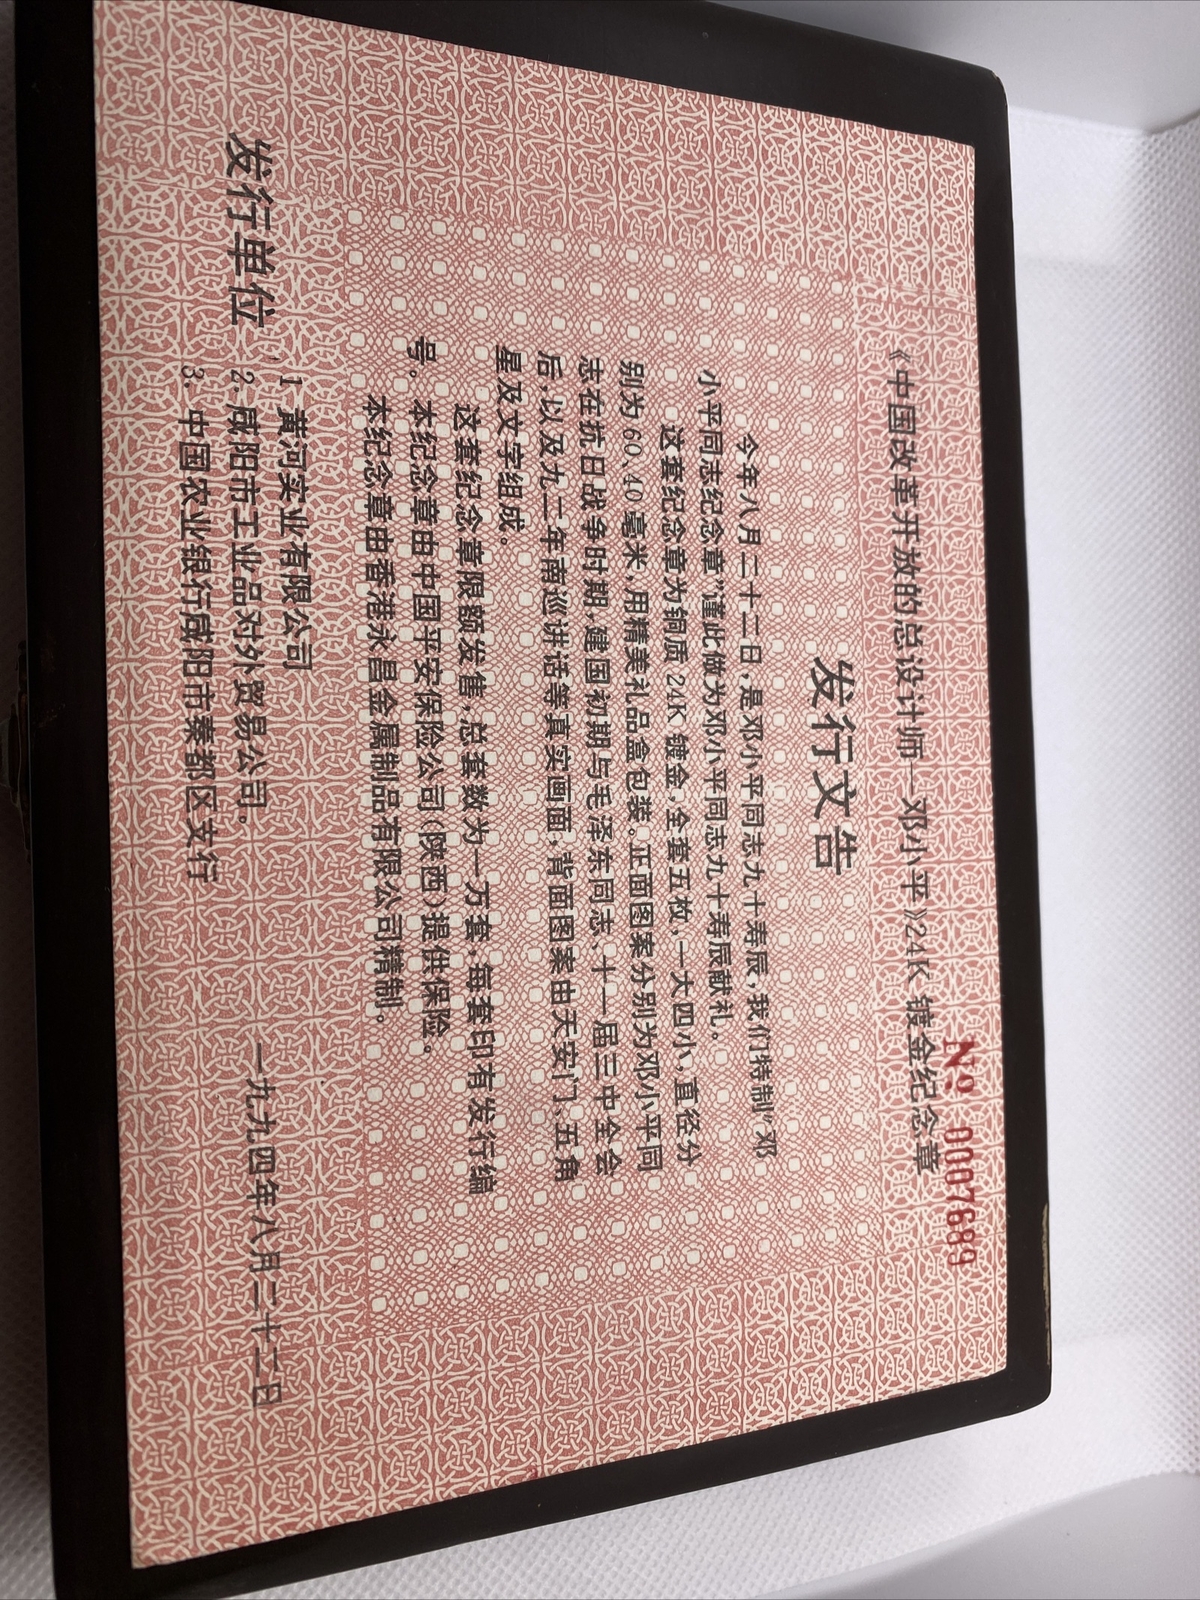 № 0007689
《中国改革开放的总设计师—邓小平》24K 镀金纪念章
发行文告
今年八月二十二日,是邓小平同志九十寿辰,我们特制“邓
小平同志纪念章”谨此做为邓小平同志九十寿辰献礼。
这套纪念章为铜质 24K 镀金,全套五枚,一大四小,直径分
别为 60、40 毫米,用精美礼品盒包装。正面图案分别为邓小平同
志在抗日战争时期,建国初期与毛泽东同志、十一届三中全会
后,以及九二年南巡讲话等真实画面,背面图案由天安门、五角
星及文字组成。
这套纪念章限额发售,总套数为一万套,每套印有发行编
号。
本纪念章由中国平安保险公司(陕西)提供保险。
本纪念章由香港永昌金属制品有限公司精制。
发行单位
1. 黄河实业有限公司
2. 咸阳市工业品对外贸易公司。
3. 中国农业银行咸阳市秦都区支行
一九九四年八月二十二日